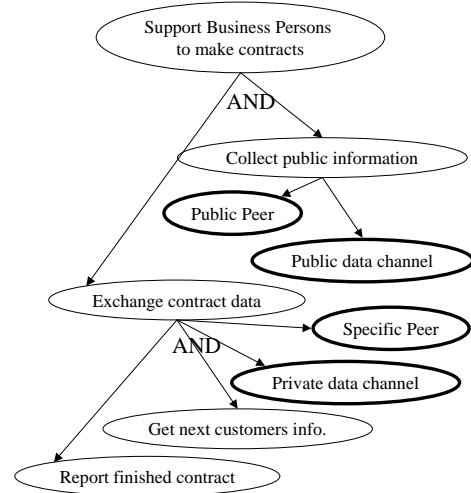 Support Business Persons
to make contracts
AND
Collect public information
Public Peer
Public data channel
Exchange contract data
Specific Peer
AND
Private data channel
Get next customers info.
Report finished contract